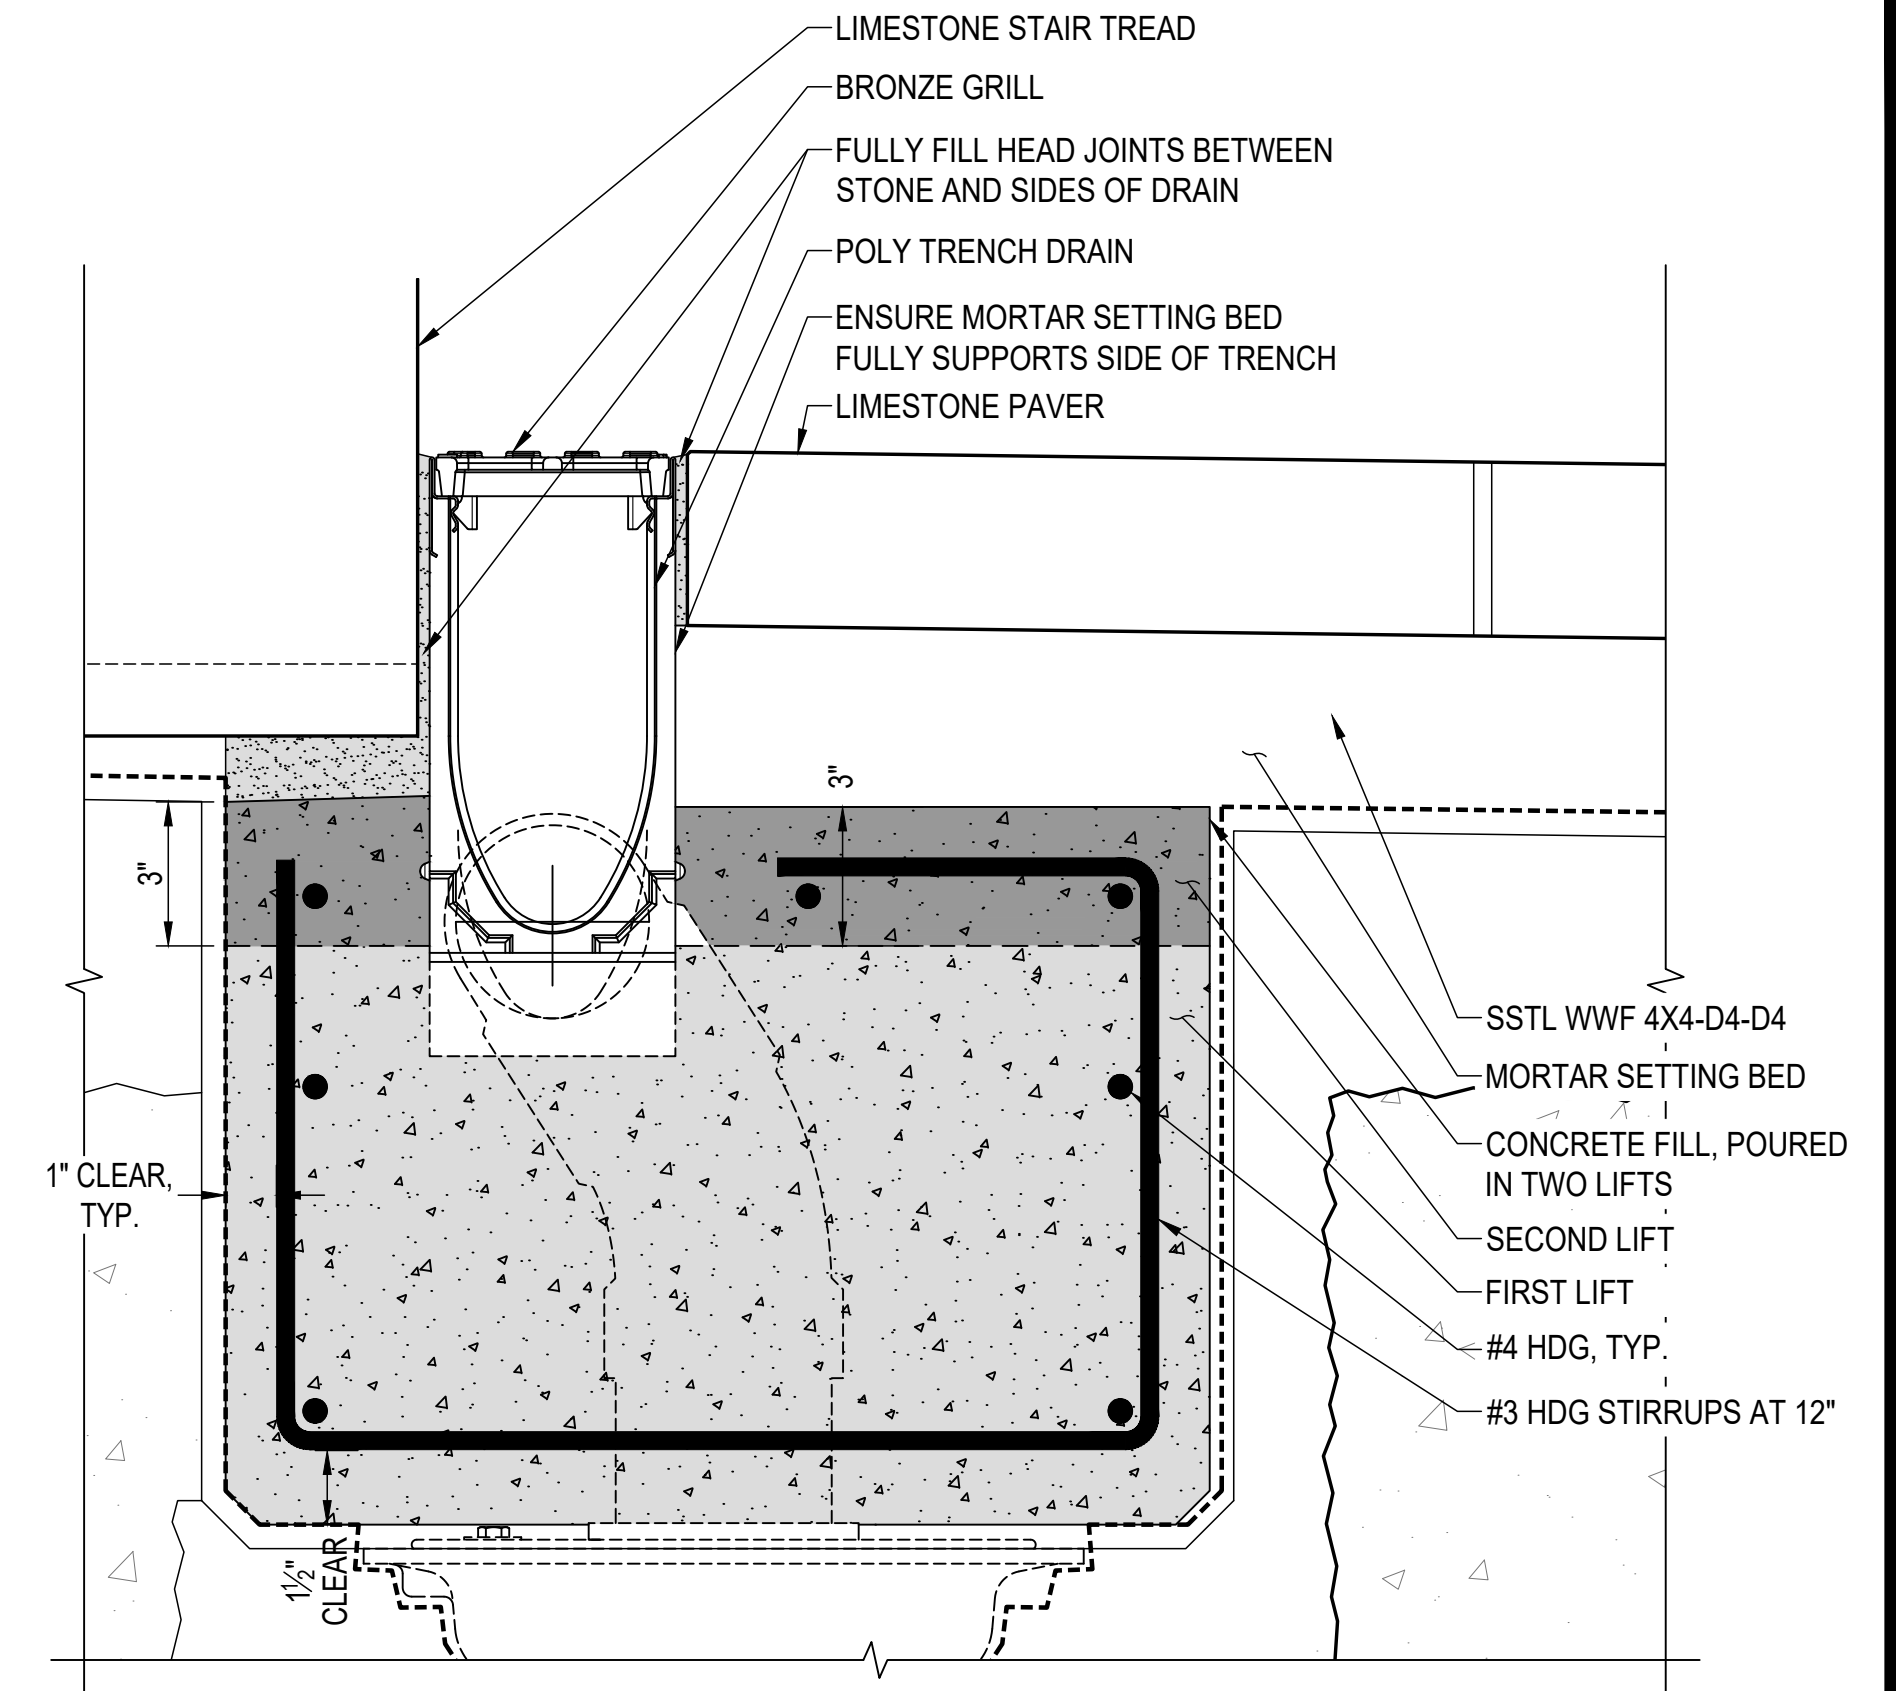 LIMESTONE STAIR TREAD
BRONZE GRILL
FULLY FILL HEAD JOINTS BETWEEN
STONE AND SIDES OF DRAIN
POLY TRENCH DRAIN
ENSURE MORTAR SETTING BED
FULLY SUPPORTS SIDE OF TRENCH
LIMESTONE PAVER
3"
3"
SSTL WWF 4X4-D4-D4
MORTAR SETTING BED
CONCRETE FILL, POURED
IN TWO LIFTS
SECOND LIFT
FIRST LIFT
#4 HDG, TYP.
#3 HDG STIRRUPS AT 12"
1" CLEAR,
TYP.
1½"
CLEAR